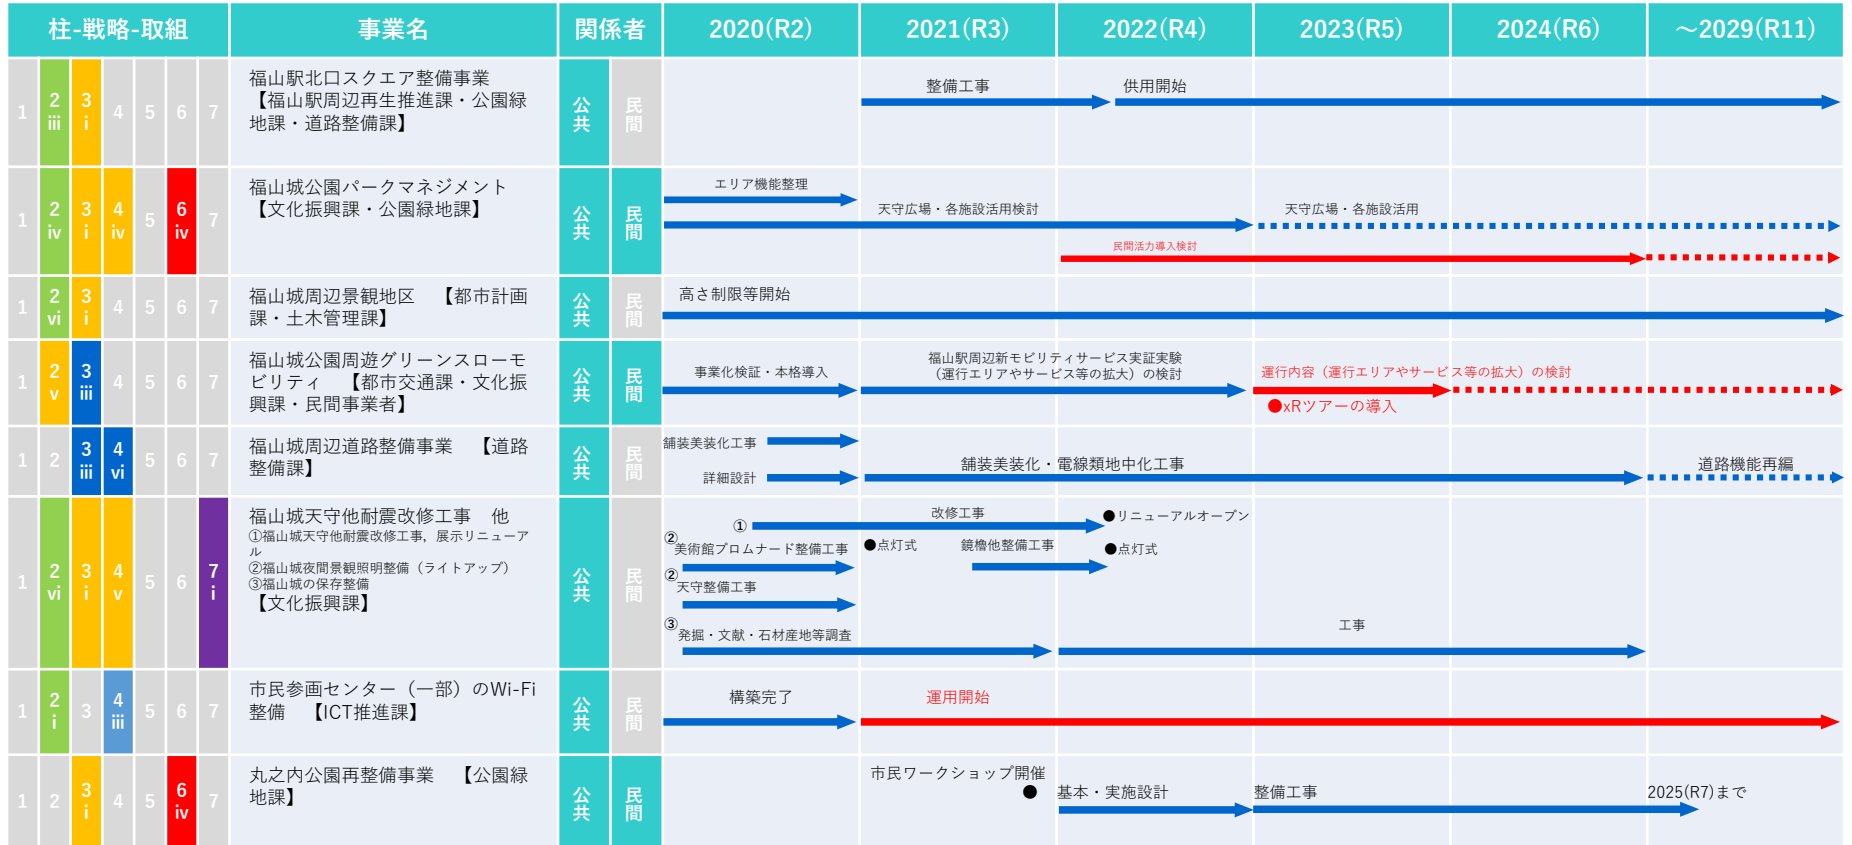 柱-戦略-取組 事業名 関係者 2020(R2) 2021(R3) 2022(R4) 2023(R5) 2024(R6) ～2029(R11)
1 2 iii 3 i 4 5 6 7
福山駅北口スクエア整備事業
【福山駅周辺再生推進課・公園緑
地課・道路整備課】
公共 民間
整備工事 供用開始
1 2 iv 3 i 4 iv 5 6 iv 7
福山城公園パークマネジメント
【文化振興課・公園緑地課】
公共 民間
エリア機能整理
天守広場・各施設活用検討 天守広場・各施設活用
民間活力導入検討
1 2 vi 3 i 4 5 6 7
福山城周辺景観地区 【都市計画
課・土木管理課】
公共 民間
高さ制限等開始
1 2 v 3 iii 4 5 6 7
福山城公園周遊グリーンスローモ
ビリティ 【都市交通課・文化振
興課・民間事業者】
公共 民間
事業化検証・本格導入
福山駅周辺新モビリティサービス実証実験
（運行エリアやサービス等の拡大）の検討
運行内容（運行エリアやサービス等の拡大）の検討
●xRツアーの導入
1 2 3 iii 4 vi 5 6 7
福山城周辺道路整備事業 【道路
整備課】
公共 民間
舗装美装化工事
詳細設計
舗装美装化・電線類地中化工事
道路機能再編
1 2 vi 3 i 4 v 5 6 7 i
福山城天守他耐震改修工事 他
①福山城天守他耐震改修工事，展示リニューア
ル
②福山城夜間景観照明整備（ライトアップ）
③福山城の保存整備
【文化振興課】
公共 民間
① 改修工事 ●リニューアルオープン
② 美術館プロムナード整備工事 ●点灯式 鏡櫓他整備工事 ●点灯式
② 天守整備工事
③ 発掘・文献・石材産地等調査 工事
1 2 i 3 4 iii 5 6 7
市民参画センター（一部）のWi-Fi
整備 【ICT推進課】
公共 民間
構築完了 運用開始
1 2 3 i 4 5 6 iv 7
丸之内公園再整備事業 【公園緑
地課】
公共 民間
市民ワークショップ開催
● 基本・実施設計 整備工事 2025(R7)まで